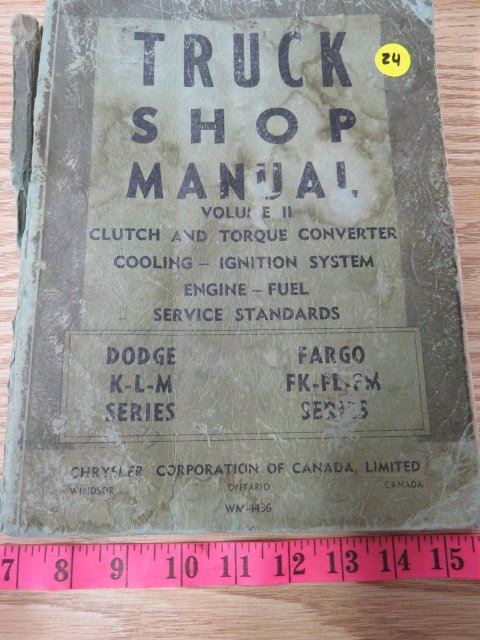 TRUCK
24
SHOP
MANUAL
VOLUME II
CLUTCH AND TORQUE CONVERTER
COOLING - IGNITION SYSTEM
ENGINE - FUEL
SERVICE STANDARDS
DODGE FARGO
K-L-M FK-FL-FM
SERIES SERIES
CHRYSLER CORPORATION OF CANADA, LIMITED
WINDSOR ONTARIO CANADA
WM-4436
7 8 9 10 11 12 13 14 15